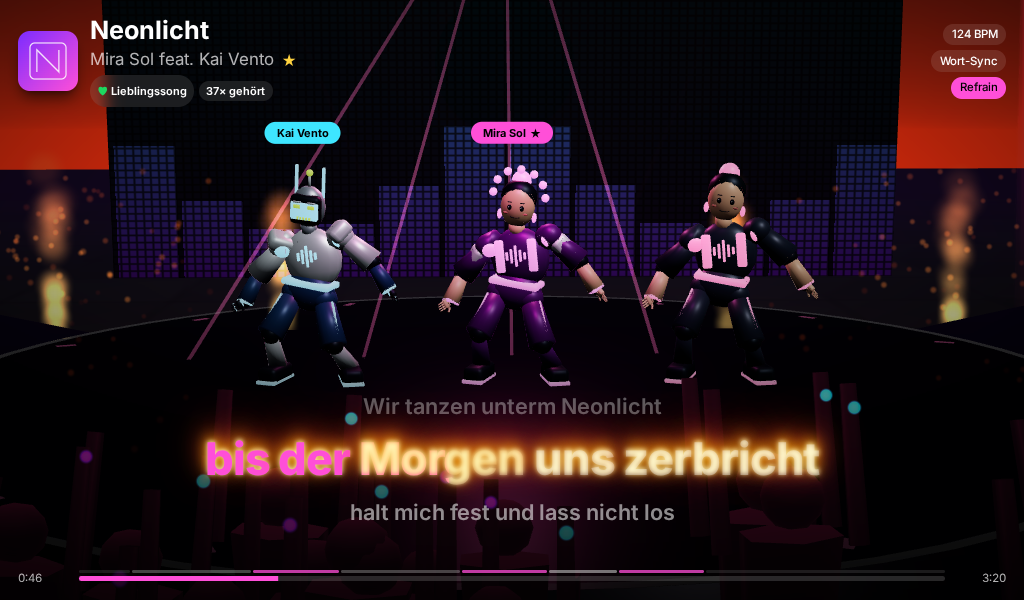 Neonlicht
Mira Sol feat. Kai Vento ★
Lieblingssong
37× gehört
124 BPM
Wort-Sync
Refrain
Kai Vento
Mira Sol ★
Wir tanzen unterm Neonlicht
bis der Morgen uns zerbricht
halt mich fest und lass nicht los
0:46
3:20